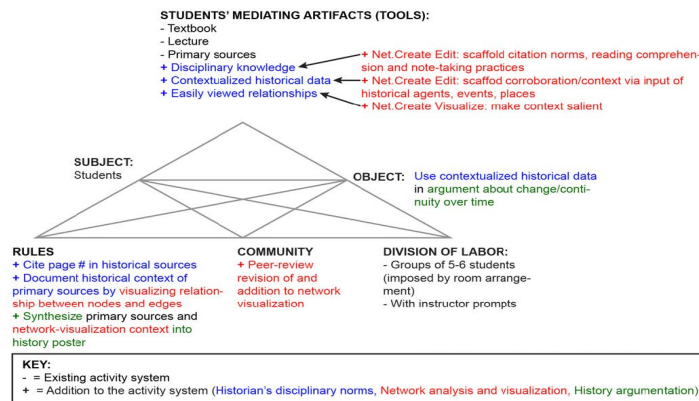 STUDENTS' MEDIATING ARTIFACTS (TOOLS):
- Textbook
- Lecture
- Primary sources
+ Disciplinary knowledge
+ Contextualized historical data
+ Easily viewed relationships
+ Net.Create Edit: scaffold citation norms, reading comprehen-
sion and note-taking practices
+ Net.Create Edit: scaffod corroboration/context via input of
historical agents, events, places
+ Net.Create Visualize: make context salient
SUBJECT:
Students
OBJECT: Use contextualized historical data
in argument about change/conti-
nuity over time
RULES
+ Cite page # in historical sources
+ Document historical context of
primary sources by visualizing relation-
ship between nodes and edges
+ Synthesize primary sources and
network-visualization context into
history poster
COMMUNITY
+ Peer-review
revision of and
addition to network
visualization
DIVISION OF LABOR:
- Groups of 5-6 students
(imposed by room arrange-
ment)
- With instructor prompts
KEY:
- = Existing activity system
+ = Addition to the activity system (Historian's disciplinary norms, Network analysis and visualization, History argumentation)